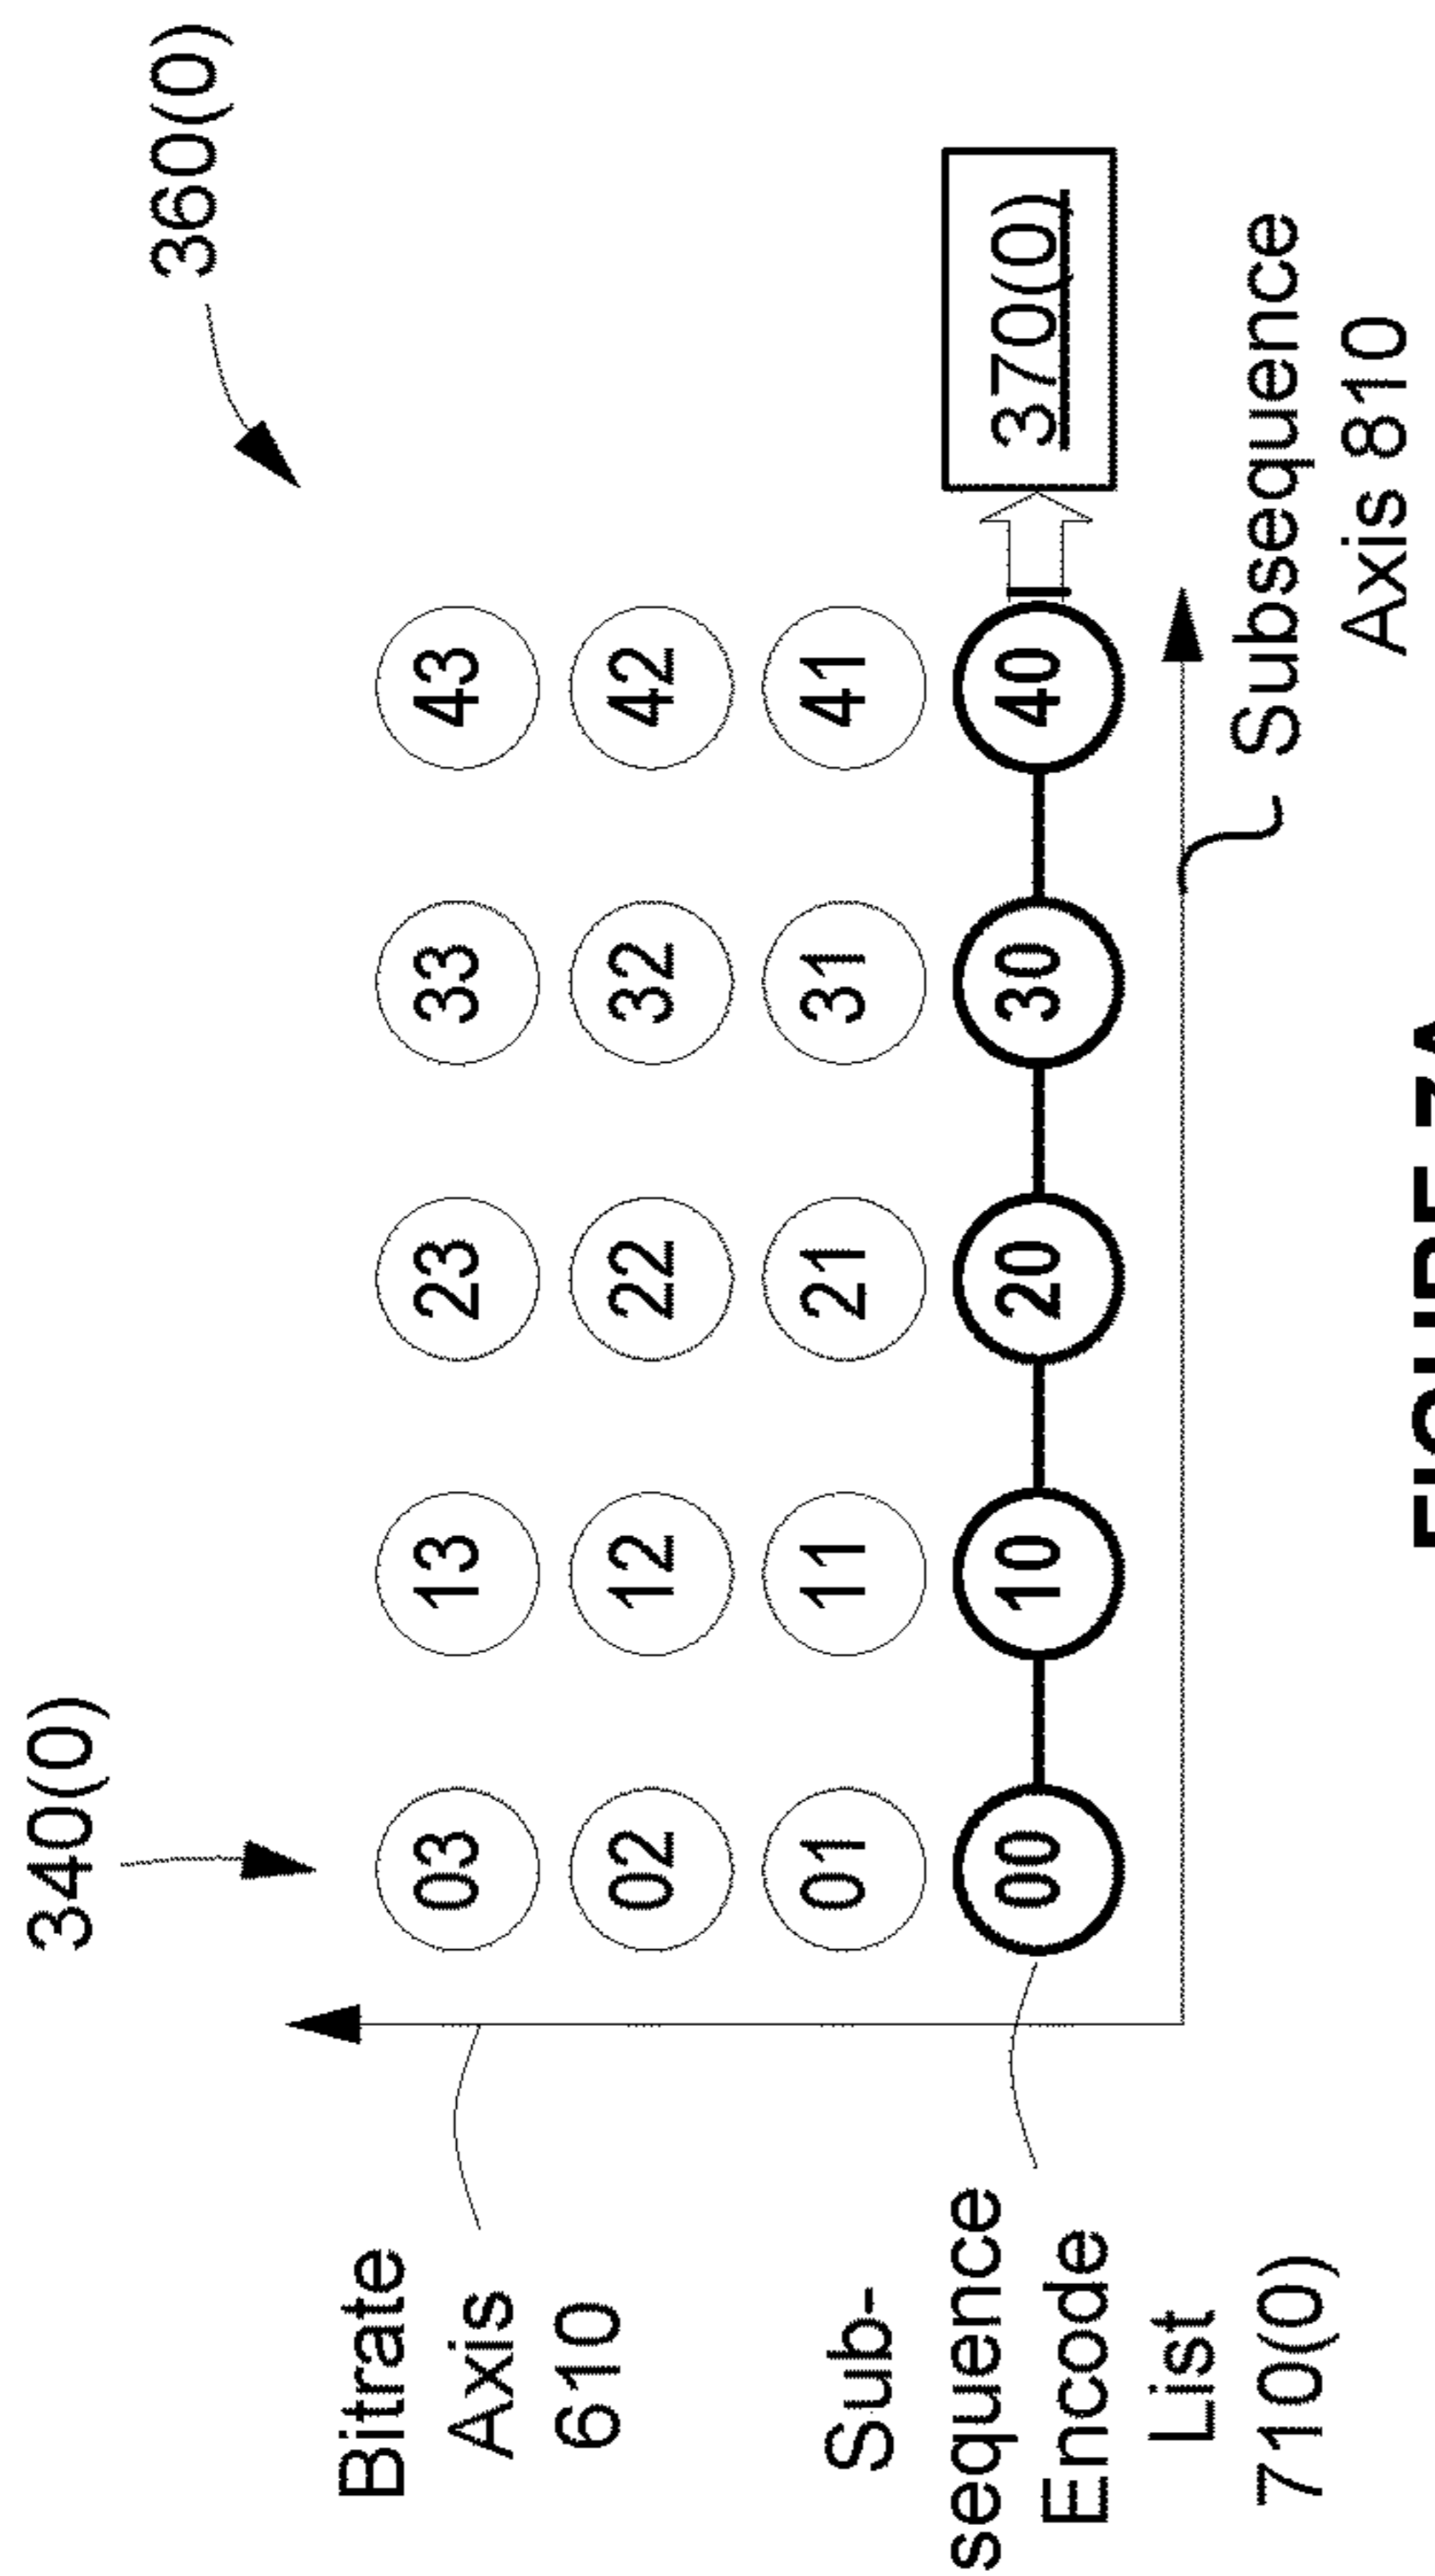 340(0)
360(0)
Bitrate
Axis
610
03 13 23 33 43
02 12 22 32 42
01 11 21 31 41
00 10 20 30 40
370(0)
Sub-
sequence
Encode
List
710(0)
Subsequence
Axis 810
FIGURE 7A